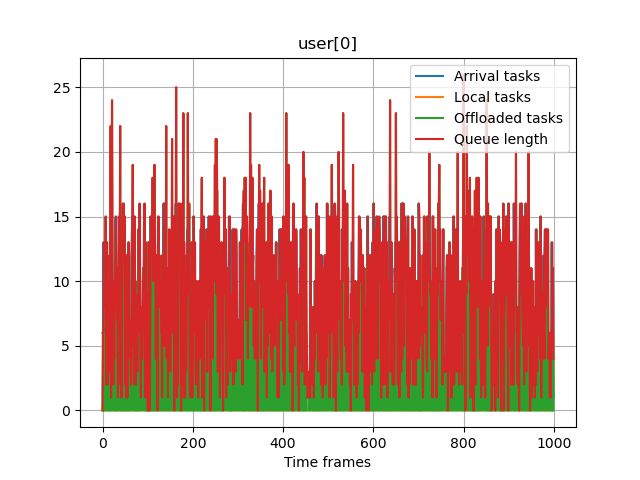 user[0]
Arrival tasks
Local tasks
Offloaded tasks
Queue length
25
20
15
10
5
0
0 200 400 600 800 1000
Time frames